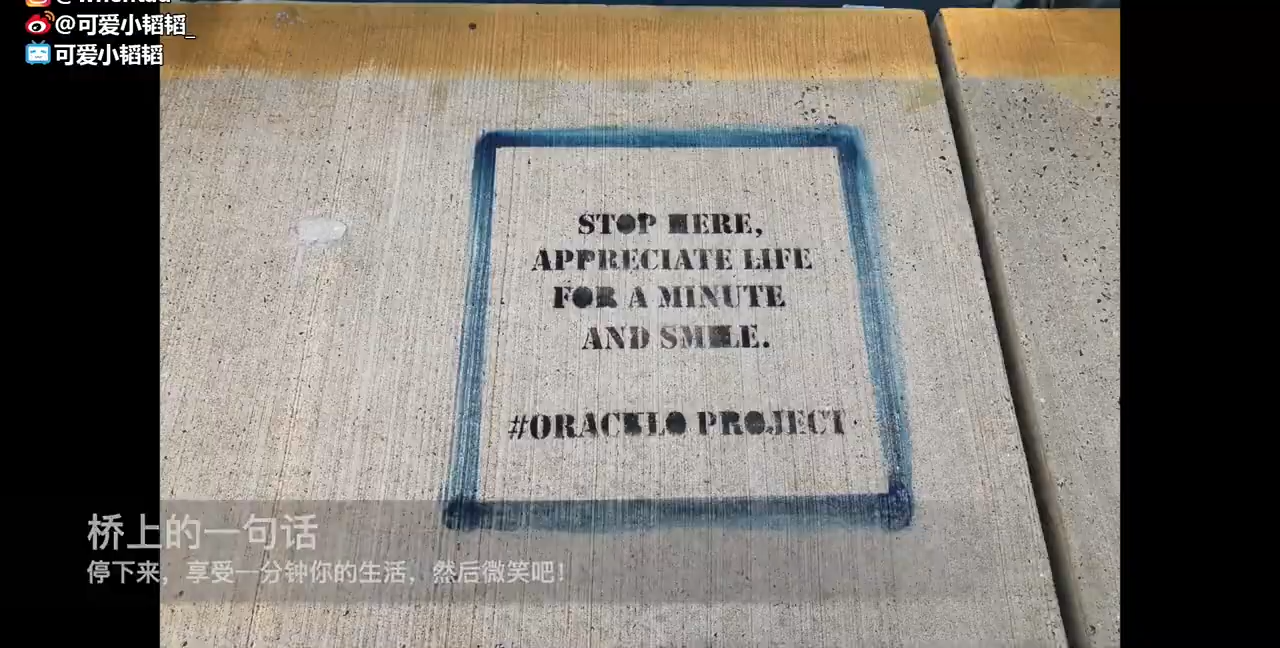 @可爱小韬韬_
可爱小韬韬
STOP HERE,
APPRECIATE LIFE
FOR A MINUTE
AND SMILE.
#ORACKLO PROJECT
桥上的一句话
停下来，享受一分钟你的生活，然后微笑吧！